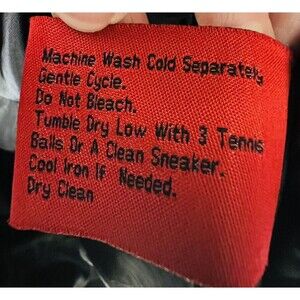 Machine Wash Cold Separately
Gentle Cycle.
Do Not Bleach.
Tumble Dry Low With 3 Tennis
Balls Or A Clean Sneaker.
Cool Iron If Needed.
Dry Clean